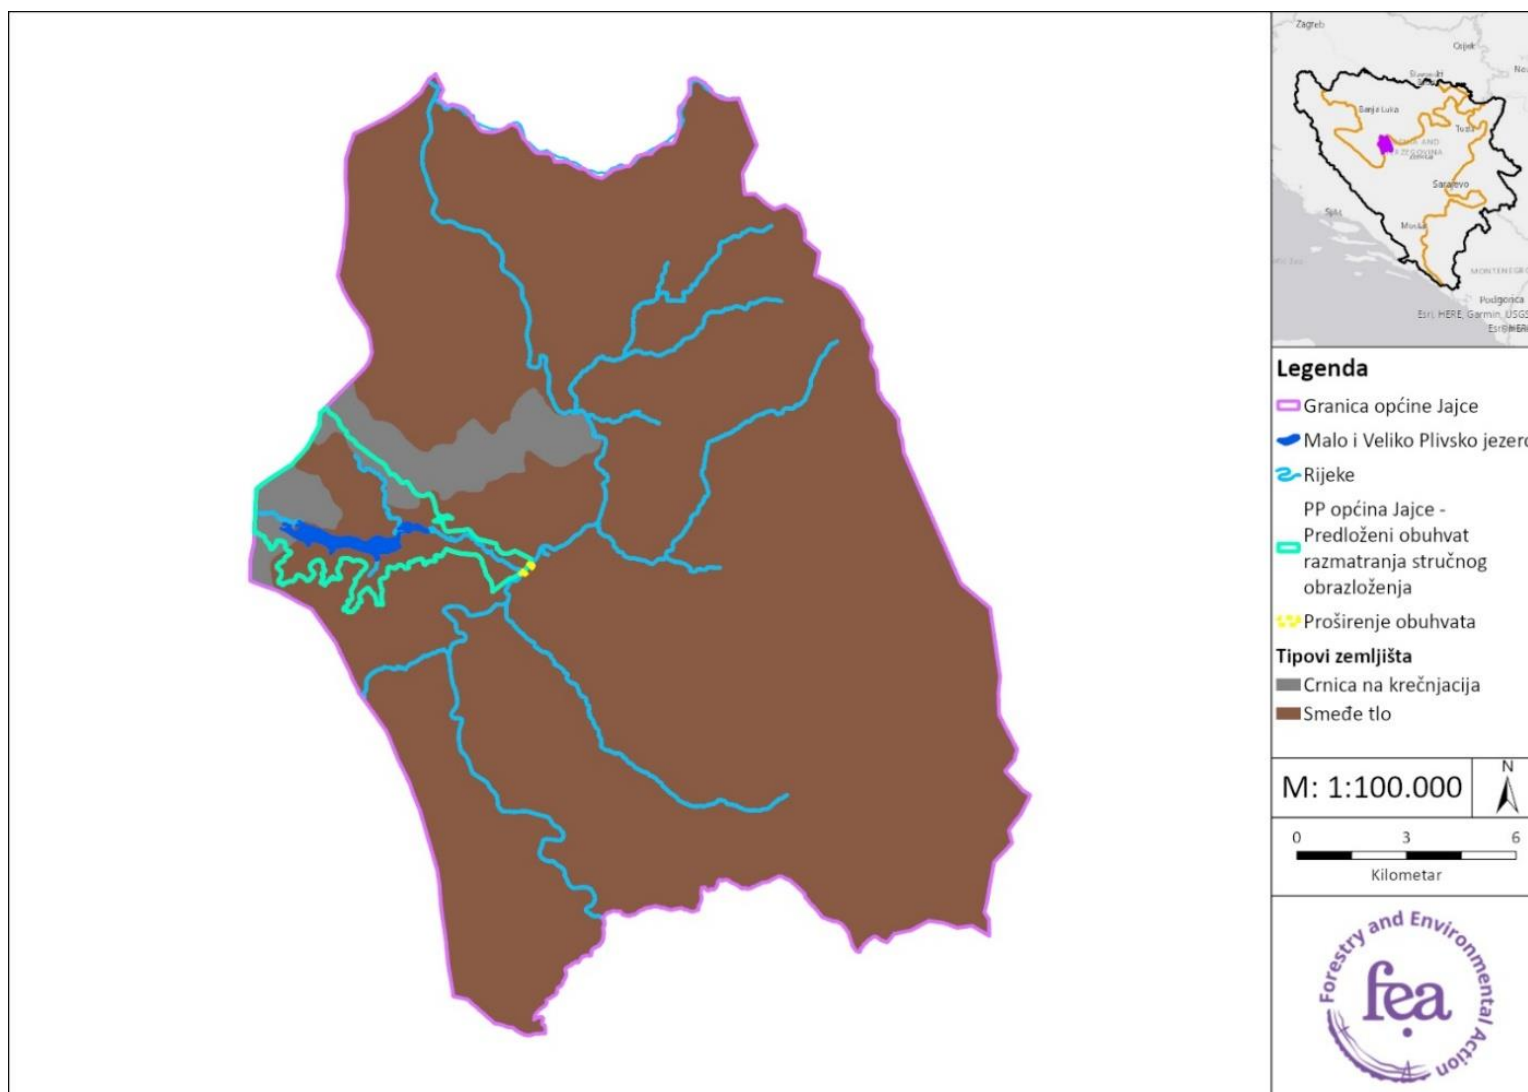 Zagreb
Osijek
Banja Luka
Tuzla
Sarajevo
Split
Mostar
MONTENEGRO
Podgorica
Esri, HERE, Garmin, USGS
Legenda
Granica općine Jajce
Malo i Veliko Plivsko jezero
Rijeke
PP općina Jajce -
Predloženi obuhvat
razmatranja stručnog
obrazloženja
Proširenje obuhvata
Tipovi zemljišta
Crnica na krečnjacija
Smeđe tlo
M: 1:100.000
N
0 3 6
Kilometar
Forestry and Environmental Action
fea